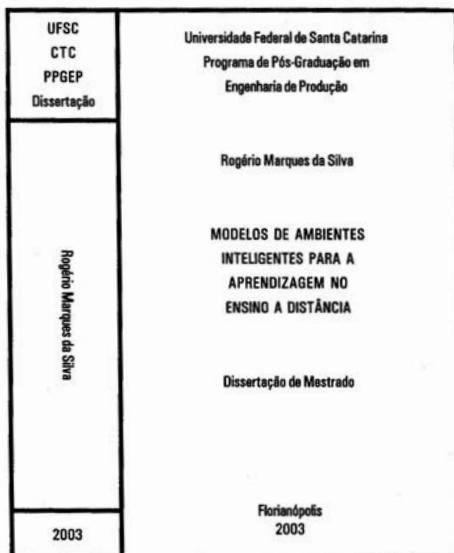 UFSC
CTC
PPGEP
Dissertação
Rogério Marques da Silva
2003
Universidade Federal de Santa Catarina
Programa de Pós-Graduação em
Engenharia de Produção
Rogério Marques da Silva
MODELOS DE AMBIENTES
INTELIGENTES PARA A
APRENDIZAGEM NO
ENSINO A DISTÂNCIA
Dissertação de Mestrado
Florianópolis
2003